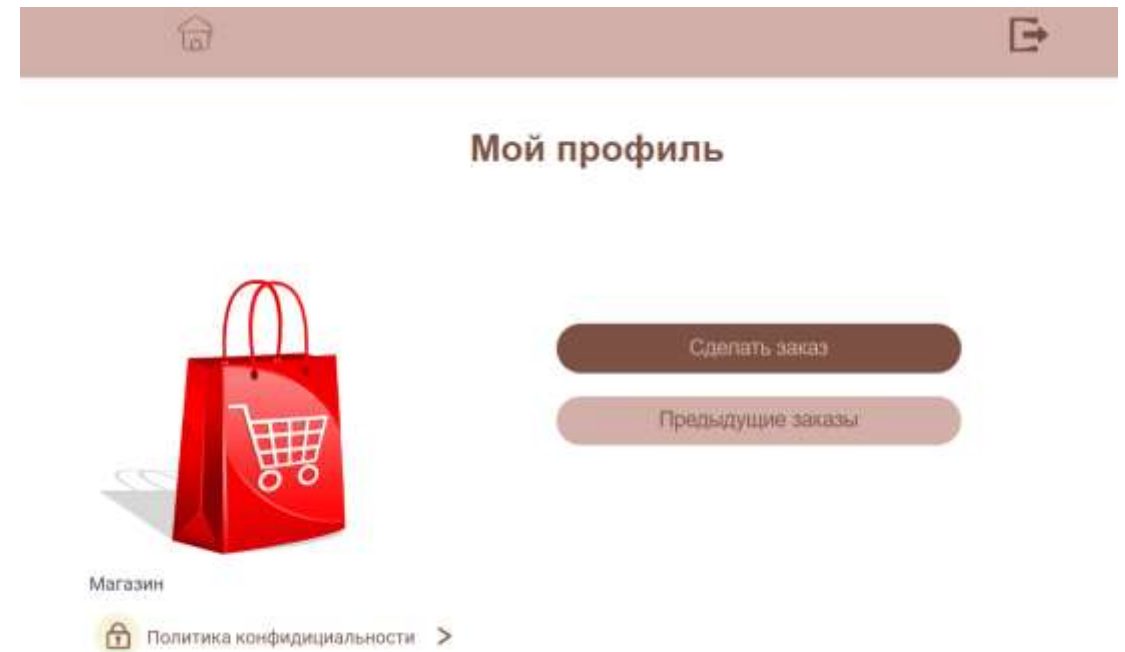 Мой профиль
Сделать заказ
Предыдущие заказы
Магазин
Политика конфидициальности >